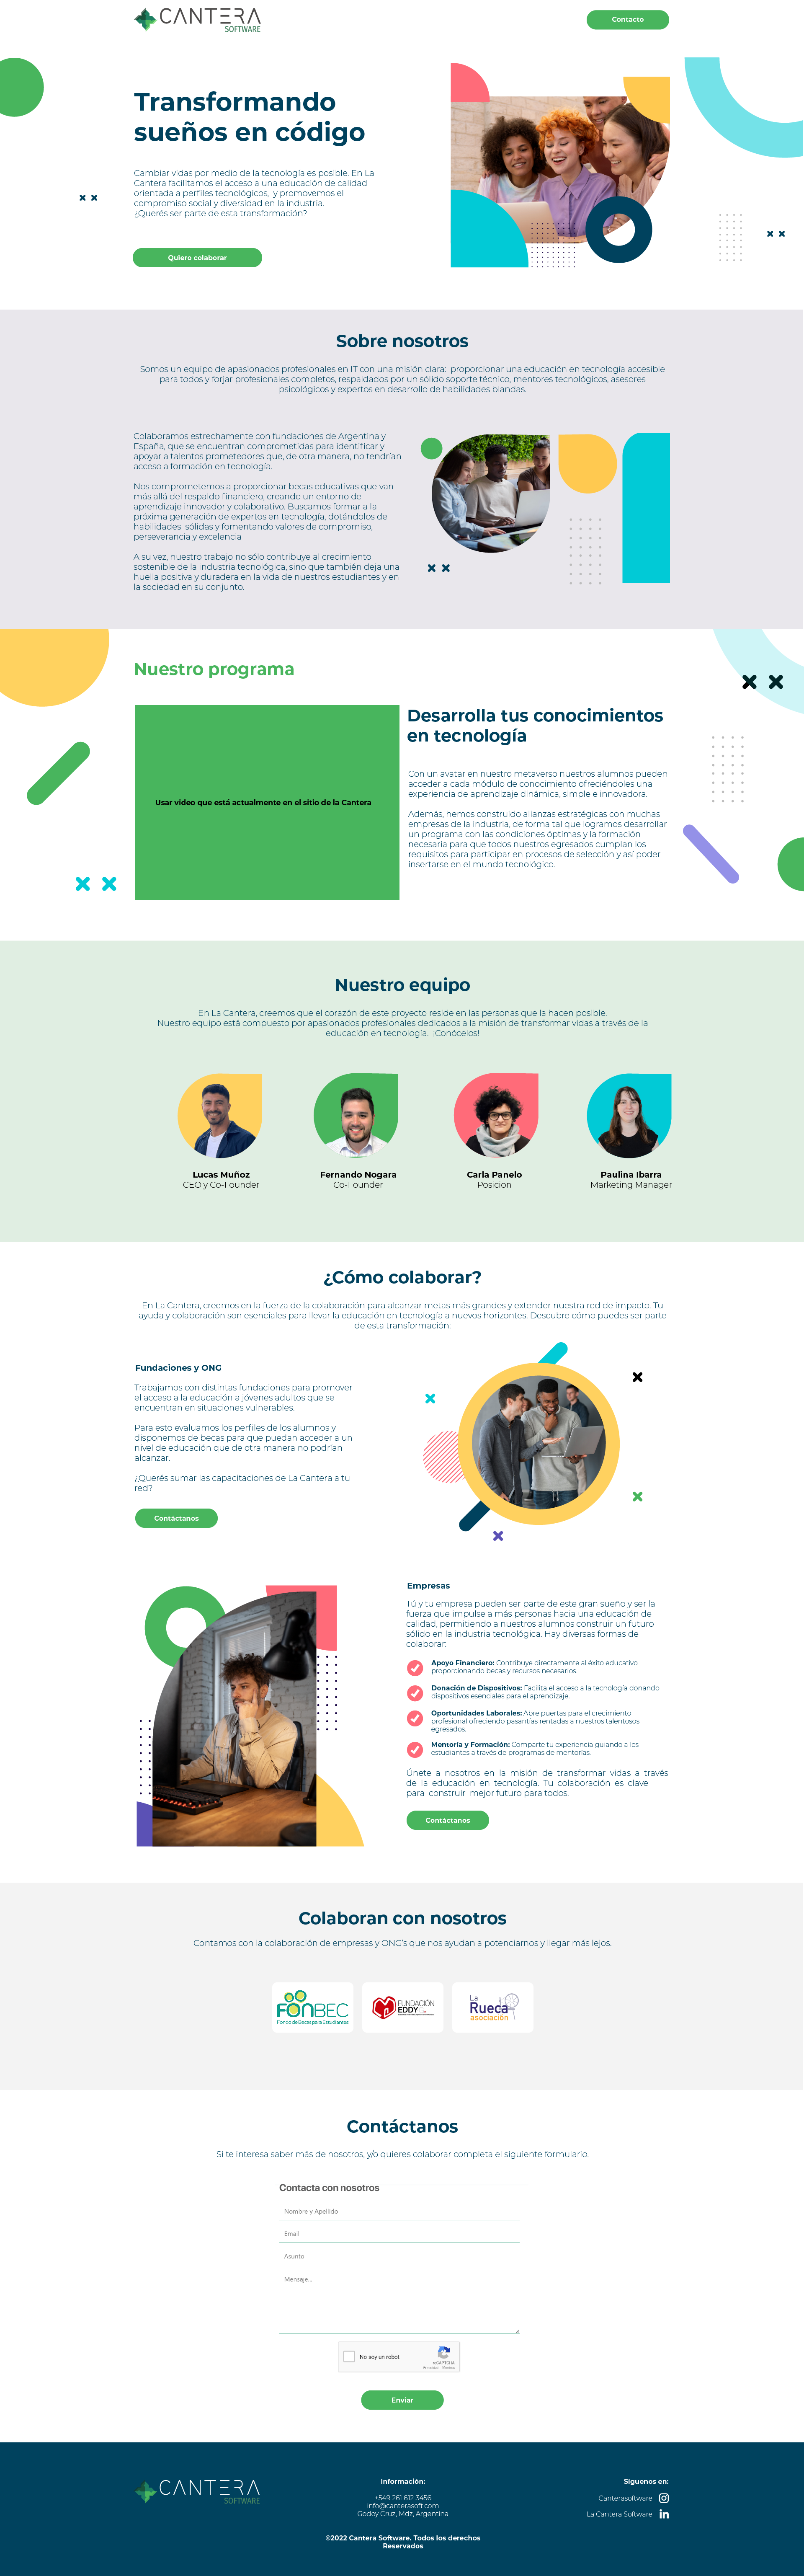 CANTERA
SOFTWARE
Contacto
Transformando
sueños en código
Cambiar vidas por medio de la tecnología es posible. En La
Cantera facilitamos el acceso a una educación de calidad
orientada a perfiles tecnológicos, y promovemos el
compromiso social y diversidad en la industria.
¿Querés ser parte de esta transformación?
Quiero colaborar
Sobre nosotros
Somos un equipo de apasionados profesionales en IT con una misión clara: proporcionar una educación en tecnología accesible
para todos y forjar profesionales completos, respaldados por un sólido soporte técnico, mentores tecnológicos, asesores
psicológicos y expertos en desarrollo de habilidades blandas.
Colaboramos estrechamente con fundaciones de Argentina y
España, que se encuentran comprometidas para identificar y
apoyar a talentos prometedores que, de otra manera, no tendrían
acceso a formación en tecnología.
Nos comprometemos a proporcionar becas educativas que van
más allá del respaldo financiero, creando un entorno de
aprendizaje innovador y colaborativo. Buscamos formar a la
próxima generación de expertos en tecnología, dotándolos de
habilidades sólidas y fomentando valores de compromiso,
perseverancia y excelencia
A su vez, nuestro trabajo no sólo contribuye al crecimiento
sostenible de la industria tecnológica, sino que también deja una
huella positiva y duradera en la vida de nuestros estudiantes y en
la sociedad en su conjunto.
Nuestro programa
Usar video que está actualmente en el sitio de la Cantera
Desarrolla tus conocimientos
en tecnología
Con un avatar en nuestro metaverso nuestros alumnos pueden
acceder a cada módulo de conocimiento ofreciéndoles una
experiencia de aprendizaje dinámica, simple e innovadora.
Además, hemos construido alianzas estratégicas con muchas
empresas de la industria, de forma tal que logramos desarrollar
un programa con las condiciones óptimas y la formación
necesaria para que todos nuestros egresados cumplan los
requisitos para participar en procesos de selección y así poder
insertarse en el mundo tecnológico.
Nuestro equipo
En La Cantera, creemos que el corazón de este proyecto reside en las personas que la hacen posible.
Nuestro equipo está compuesto por apasionados profesionales dedicados a la misión de transformar vidas a través de la
educación en tecnología. ¡Conócelos!
Lucas Muñoz
CEO y Co-Founder
Fernando Nogara
Co-Founder
Carla Panelo
Posicion
Paulina Ibarra
Marketing Manager
¿Cómo colaborar?
En La Cantera, creemos en la fuerza de la colaboración para alcanzar metas más grandes y extender nuestra red de impacto. Tu
ayuda y colaboración son esenciales para llevar la educación en tecnología a nuevos horizontes. Descubre cómo puedes ser parte
de esta transformación:
Fundaciones y ONG
Trabajamos con distintas fundaciones para promover
el acceso a la educación a jóvenes adultos que se
encuentran en situaciones vulnerables.
Para esto evaluamos los perfiles de los alumnos y
disponemos de becas para que puedan acceder a un
nivel de educación que de otra manera no podrían
alcanzar.
¿Querés sumar las capacitaciones de La Cantera a tu
red?
Contáctanos
Empresas
Tú y tu empresa pueden ser parte de este gran sueño y ser la
fuerza que impulse a más personas hacia una educación de
calidad, permitiendo a nuestros alumnos construir un futuro
sólido en la industria tecnológica. Hay diversas formas de
colaborar:
Apoyo Financiero: Contribuye directamente al éxito educativo
proporcionando becas y recursos necesarios.
Donación de Dispositivos: Facilita el acceso a la tecnología donando
dispositivos esenciales para el aprendizaje.
Oportunidades Laborales: Abre puertas para el crecimiento
profesional ofreciendo pasantías rentadas a nuestros talentosos
egresados.
Mentoría y Formación: Comparte tu experiencia guiando a los
estudiantes a través de programas de mentorías.
Únete a nosotros en la misión de transformar vidas a través
de la educación en tecnología. Tu colaboración es clave
para construir mejor futuro para todos.
Contáctanos
Colaboran con nosotros
Contamos con la colaboración de empresas y ONG's que nos ayudan a potenciarnos y llegar más lejos.
FONBEC
Fondo de Becas para Estudiantes
FUNDACIÓN
EDDY
La
Rueca
asociación
Contáctanos
Si te interesa saber más de nosotros, y/o quieres colaborar completa el siguiente formulario.
Contacta con nosotros
Nombre y Apellido
Email
Asunto
Mensaje...
No soy un robot
reCAPTCHA
Privacidad - Términos
Envíar
CANTERA
SOFTWARE
Información:
+549 261 612 3456
info@canterasoft.com
Godoy Cruz, Mdz, Argentina
©2022 Cantera Software. Todos los derechos
Reservados
Síguenos en:
Canterasoftware
La Cantera Software